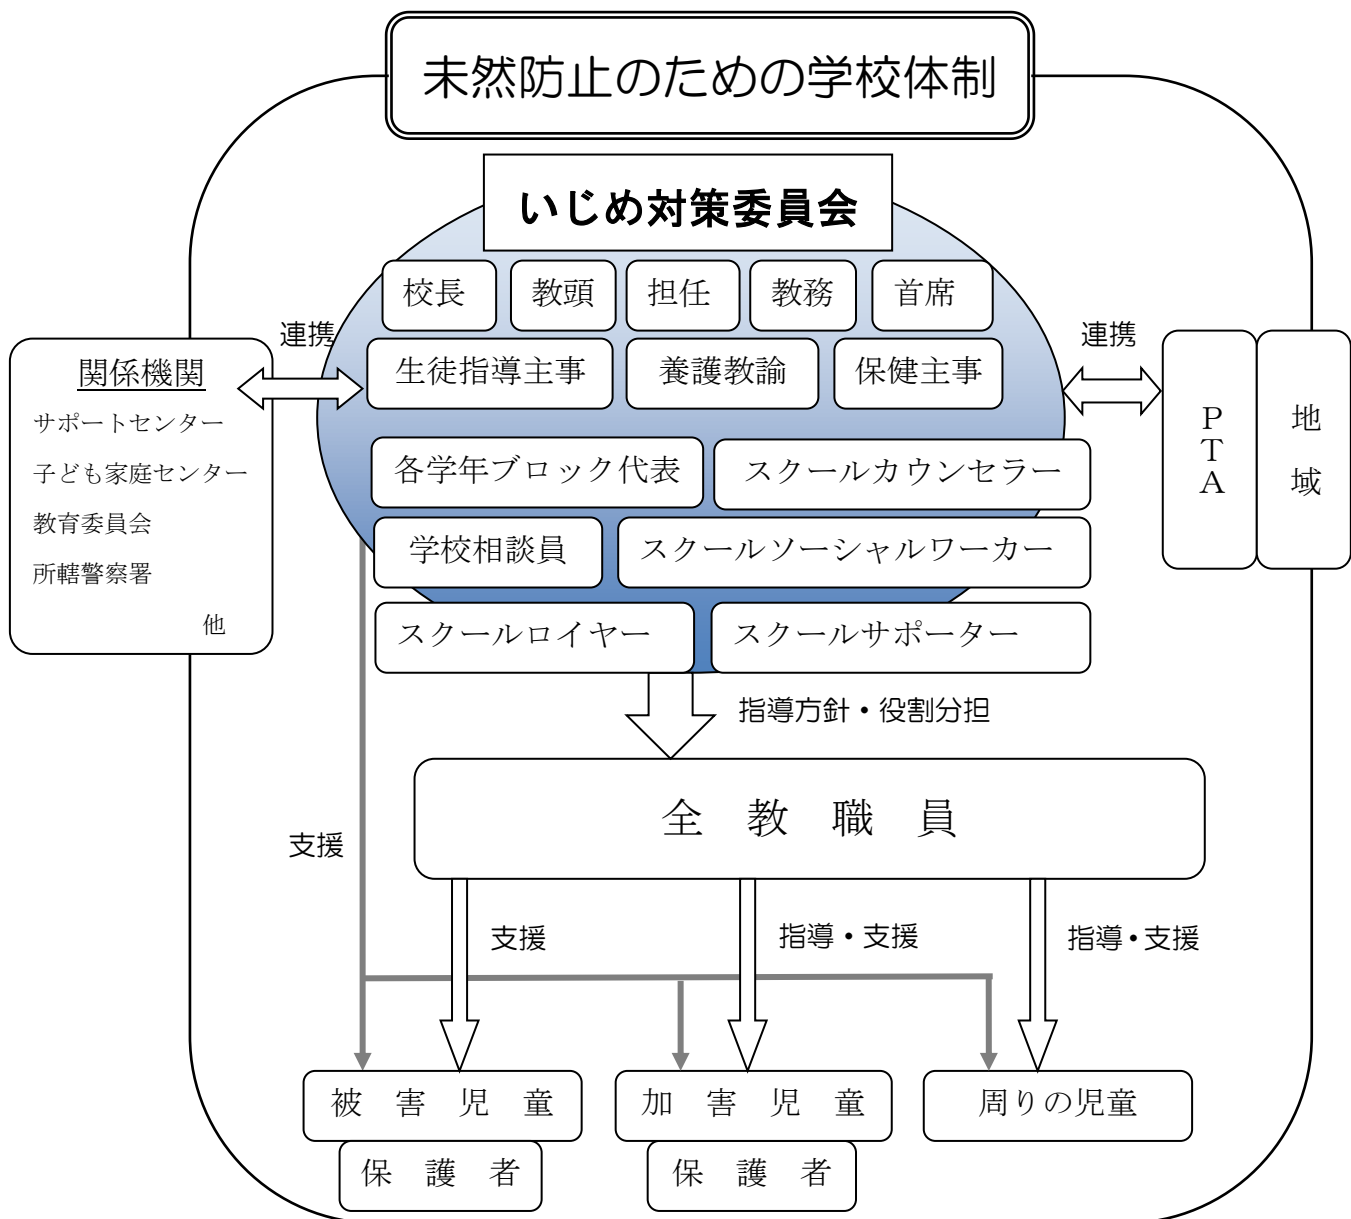 未然防止のための学校体制
いじめ対策委員会
校長
教頭
担任
教務
首席
生徒指導主事
養護教諭
保健主事
各学年ブロック代表
スクールカウンセラー
学校相談員
スクールソーシャルワーカー
スクールロイヤー
スクールサポーター
連携
関係機関
サポートセンター
子ども家庭センター
教育委員会
所轄警察署
他
連携
PTA
地域
指導方針・役割分担
全教職員
支援
支援
指導・支援
指導・支援
被害児童
保護者
加害児童
保護者
周りの児童